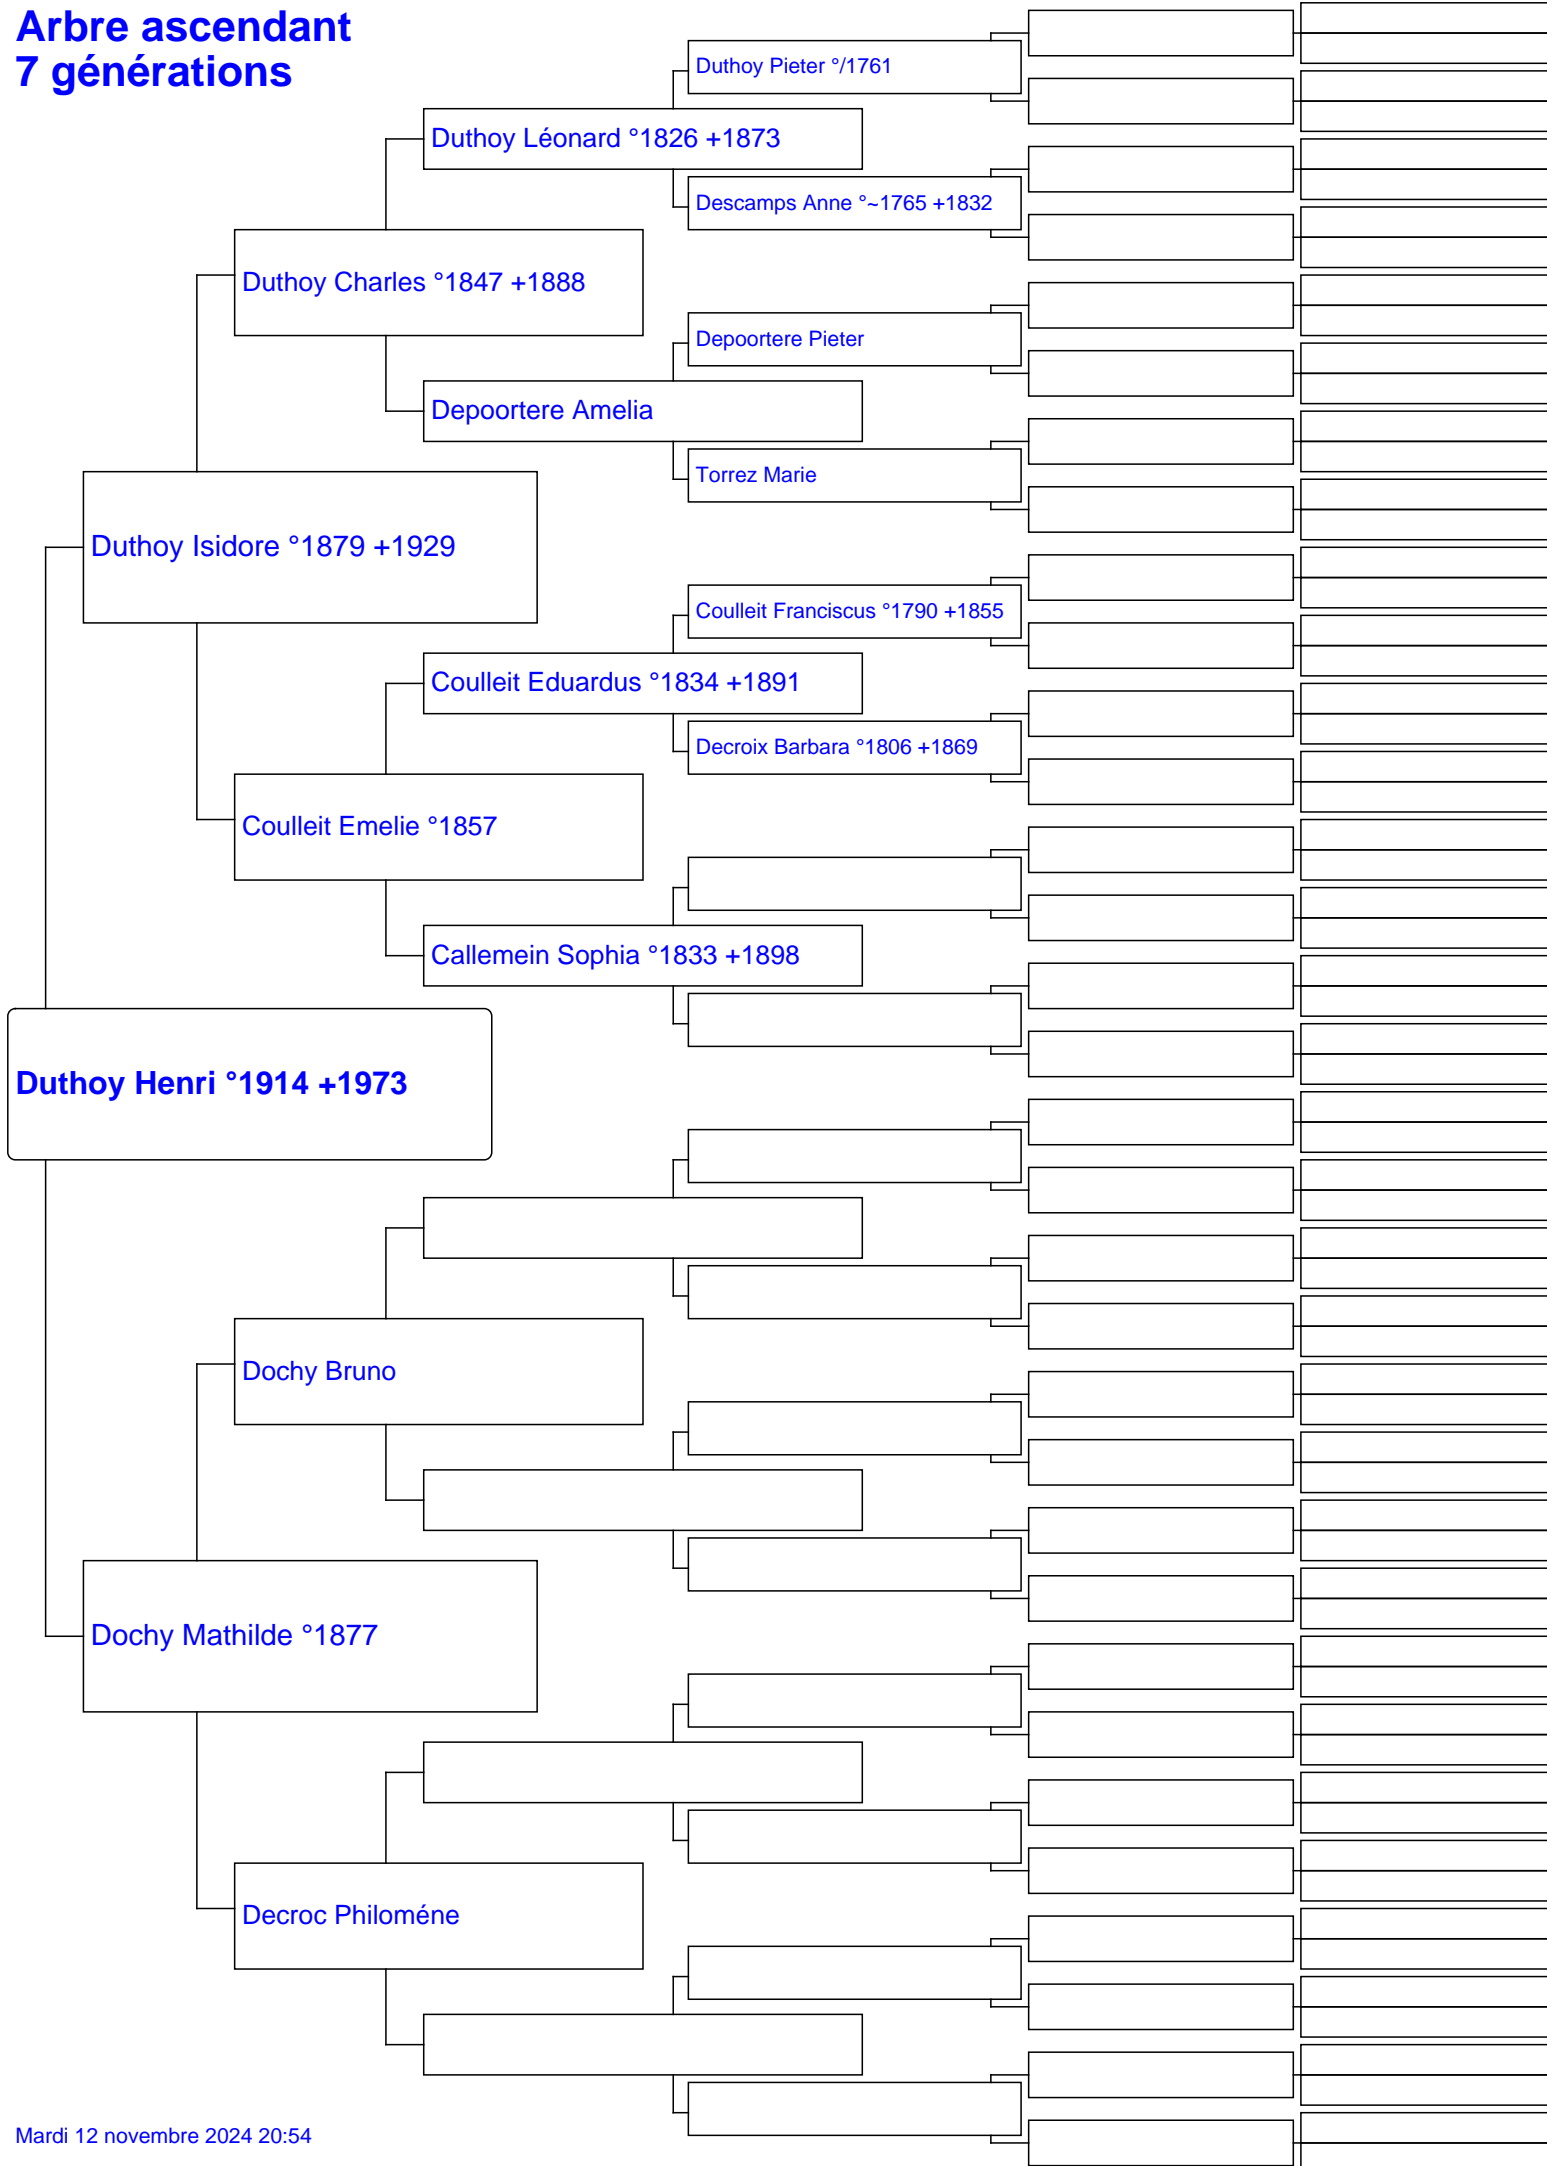 Arbre ascendant
7 générations
Duthoy Pieter °/1761
Duthoy Léonard °1826 +1873
Descamps Anne °~1765 +1832
Duthoy Charles °1847 +1888
Depoortere Pieter
Depoortere Amelia
Torrez Marie
Duthoy Isidore °1879 +1929
Coulleit Franciscus °1790 +1855
Coulleit Eduardus °1834 +1891
Decroix Barbara °1806 +1869
Coulleit Emelie °1857
Callemein Sophia °1833 +1898
Duthoy Henri °1914 +1973
Dochy Bruno
Dochy Mathilde °1877
Decroc Philoméne
Mardi 12 novembre 2024 20:54